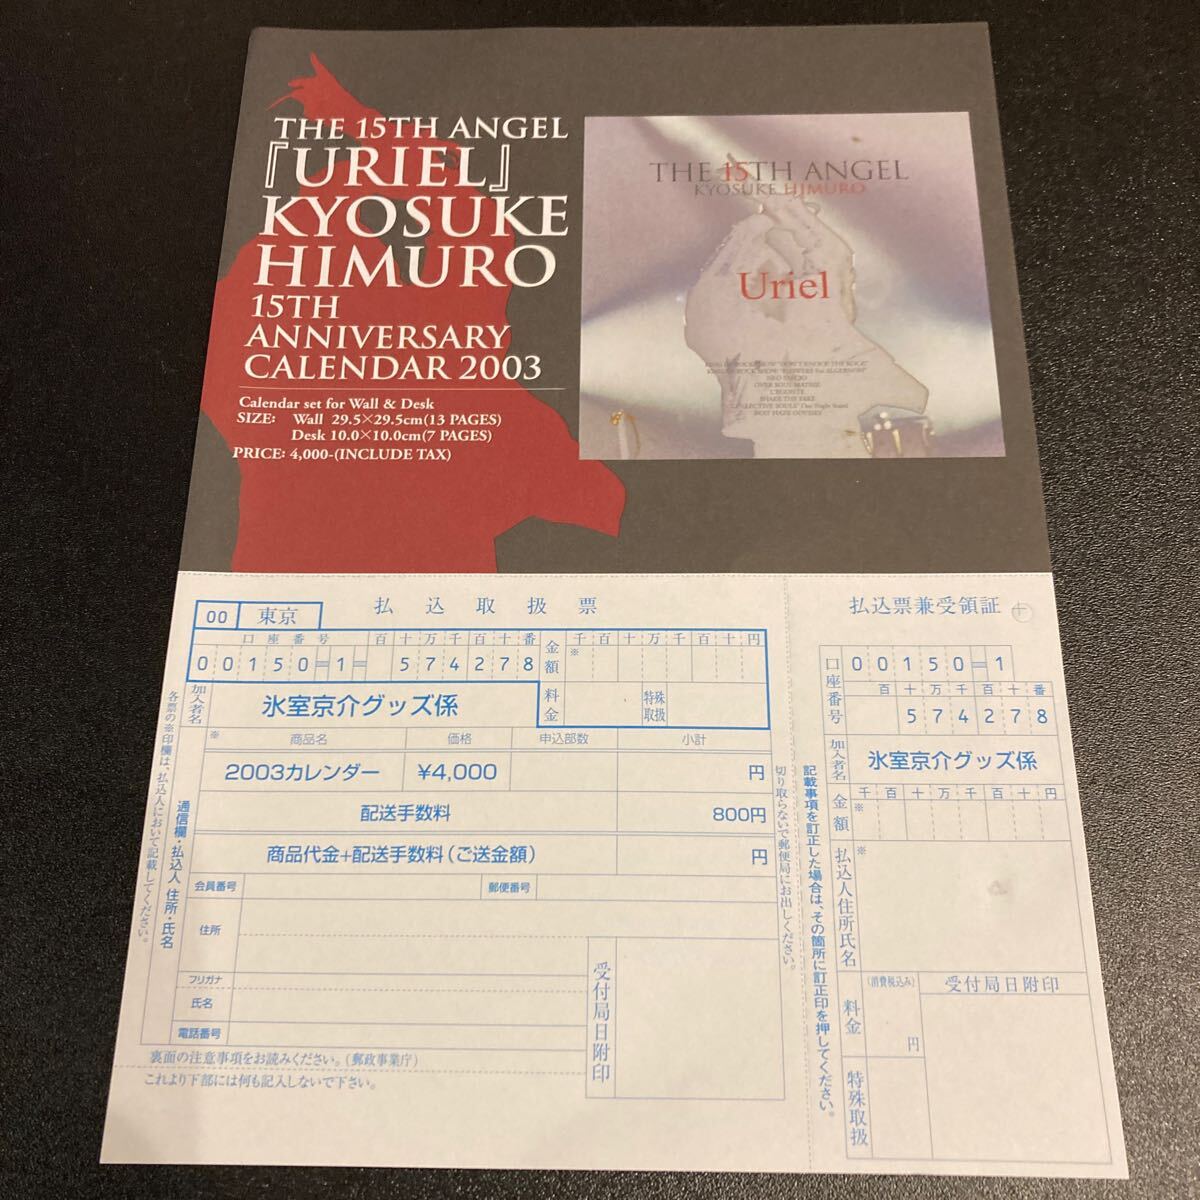 THE 15TH ANGEL
『URIEL』
KYOSUKE
HIMURO
15TH
ANNIVERSARY
CALENDAR 2003
Calendar set for Wall & Desk
SIZE: Wall 29.5×29.5cm(13 PAGES)
Desk 10.0×10.0cm(7 PAGES)
PRICE: 4,000-(INCLUDE TAX)
THE 15TH ANGEL
KYOSUKE HIMURO
Uriel
OVER SOUL MATRIX
SHAKE THE FAKE
"COLLECTIVE SOULS" One Night Stand
BEAT HAZE ODYSSEY
00 東京
払込取扱票
口座番号 百十万千百十番
00150=1= 574278
金額 千百十万千百十円
※
加入者名 氷室京介グッズ係
料金 特殊取扱
※ 商品名 価格 申込部数 小計
2003カレンダー ¥4,000 円
配送手数料 800円
商品代金+配送手数料(ご送金額) 円
通信欄・払込人 住所・氏名
各票の※印欄は、払込人において記載してください。
会員番号 郵便番号
住所
フリガナ
氏名
電話番号
受付局日附印
裏面の注意事項をお読みください。(郵政事業庁)
これより下部には何も記入しないで下さい。
切り取らないで郵便局にお出しください。
記載事項を訂正した場合は、その箇所に訂正印を押してください。
払込票兼受領証
口座番号 00150=1
百十万千百十番
574278
加入者名 氷室京介グッズ係
金額 千百十万千百十円
※
払込人住所氏名
※
料金 (消費税込み) 円
受付局日附印
特殊取扱